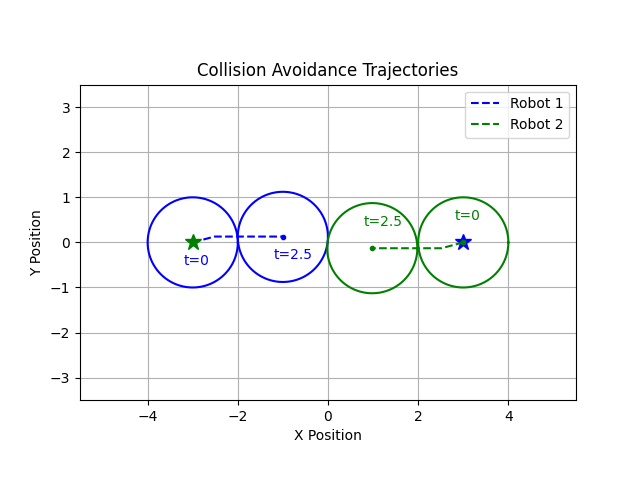 Collision Avoidance Trajectories
Robot 1
Robot 2
3
2
1
0
−1
−2
−3
t=2.5
t=0
t=0
t=2.5
−4
−2
0
2
4
Y Position
X Position